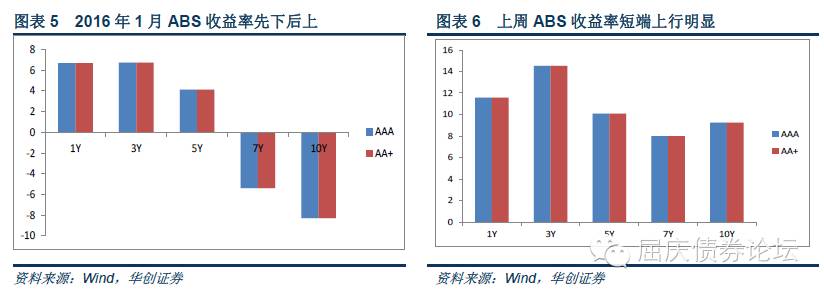 图表 5 2016 年 1 月 ABS 收益率先下后上
8
6
4
2
0
-2
-4
-6
-8
-10
1Y 3Y 5Y 7Y 10Y
AAA
AA+
资料来源：Wind，华创证券
图表 6 上周 ABS 收益率短端上行明显
16
14
12
10
8
6
4
2
0
1Y 3Y 5Y 7Y 10Y
AAA
AA+
资料来源：Wind，华创证券
屈庆债券论坛